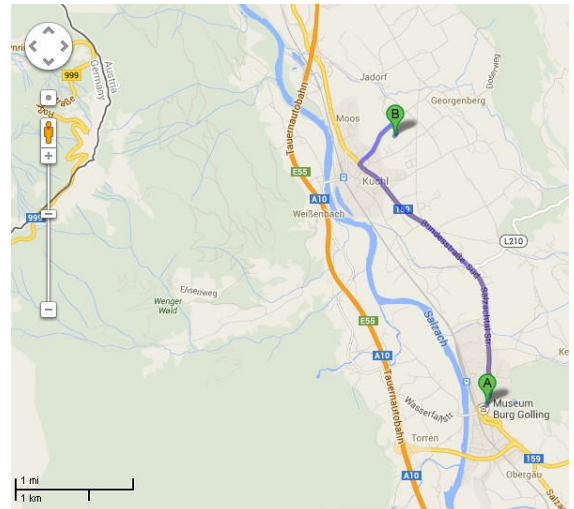 999
Austria
Germany
999
Tauernautobahn
E55
A10
Weißenbach
Jadorf
Georgenberg
Moos
B
Kuchl
159
L210
Bundesstraße Süd
Salzachtal Str.
Eisenweg
Wenger
Wald
Salzach
E55
A10
Tauernautobahn
A
Museum
Burg Golling
Wasserfallstr
Torren
159
Obergäu
A10
Salza
1 mi
1 km